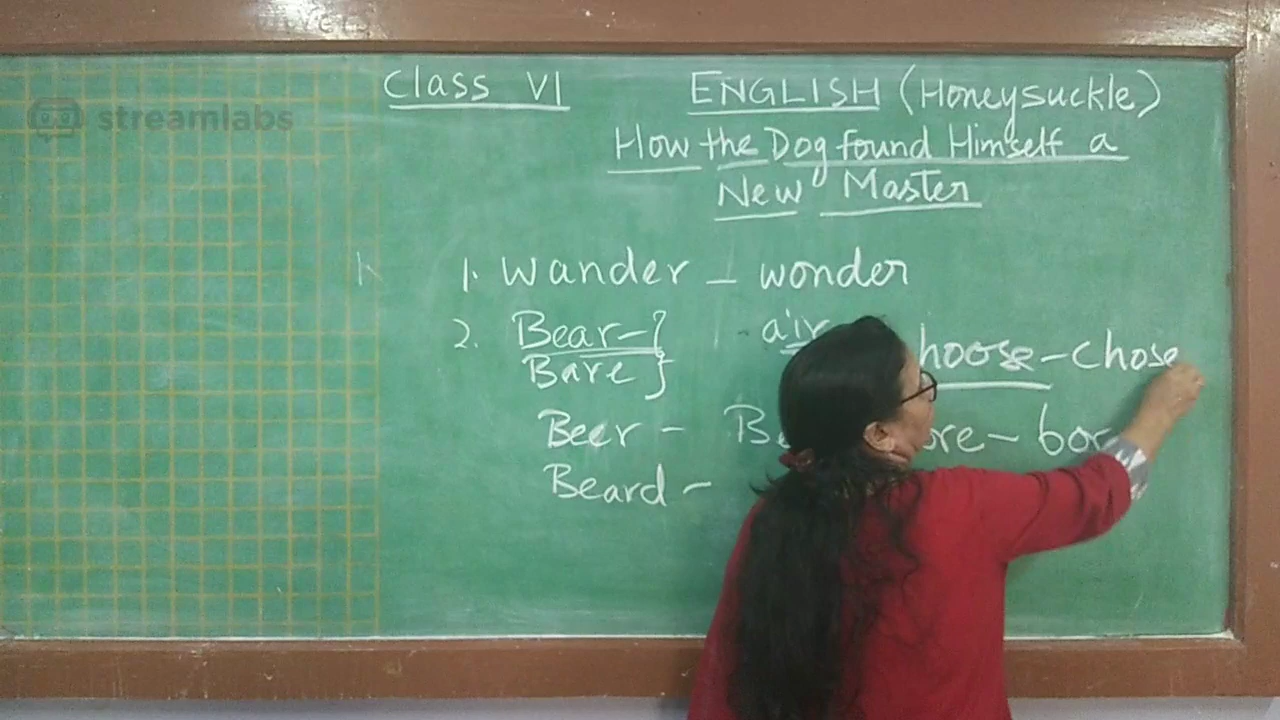 streamlabs
Class VI ENGLISH (Honeysuckle)
How the Dog found Himself a
New Master
1. Wander - wonder
2. Bear - } air hoose - chose
Bare }
Beer - Be ore - bor
Beard -